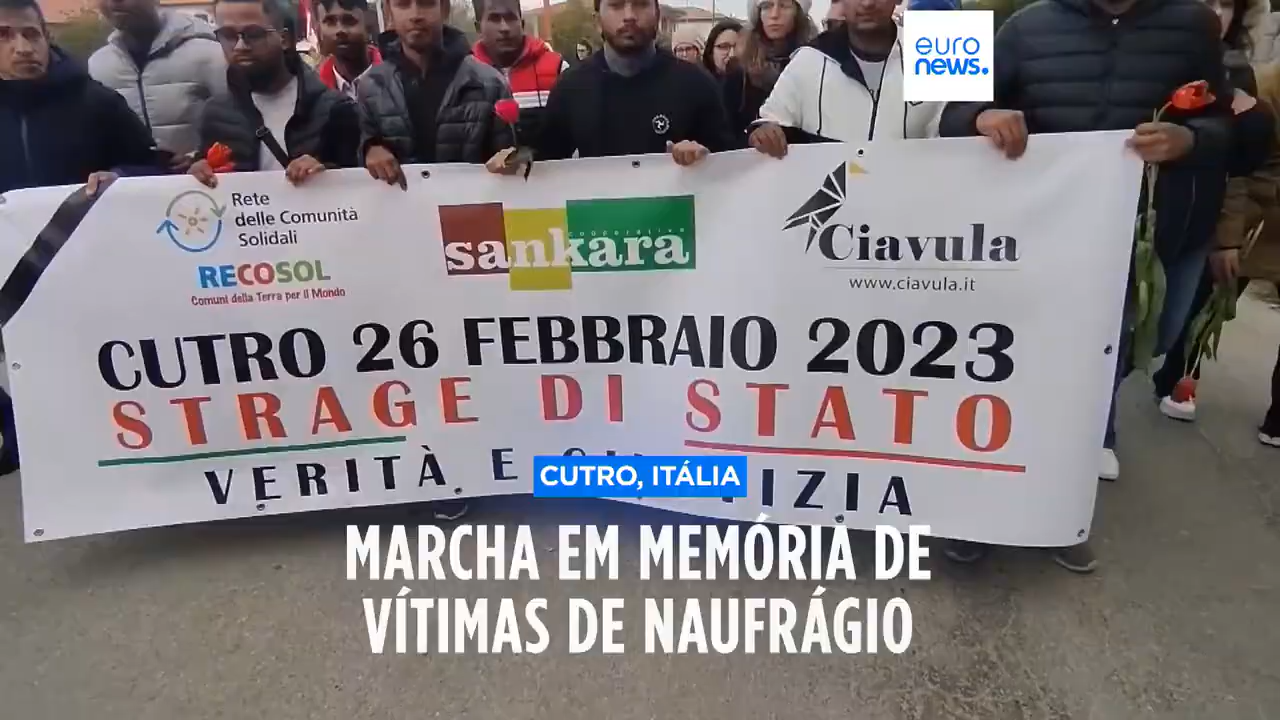 euro
news.
Rete
delle Comunità
Solidali
RECOSOL
Comuni della Terra per il Mondo
cooperativa
sankara
Ciavula
www.ciavula.it
CUTRO 26 FEBBRAIO 2023
STRAGE DI STATO
VERITÀ E
CUTRO, ITÁLIA
MARCHA EM MEMÓRIA DE
VÍTIMAS DE NAUFRÁGIO